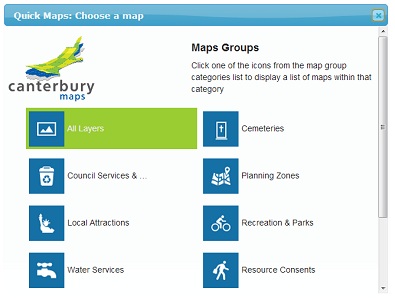 Quick Maps: Choose a map
canterbury
maps
Maps Groups
Click one of the icons from the map group
categories list to display a list of maps within that
category
All Layers
Cemeteries
Council Services & ...
Planning Zones
Local Attractions
Recreation & Parks
Water Services
Resource Consents